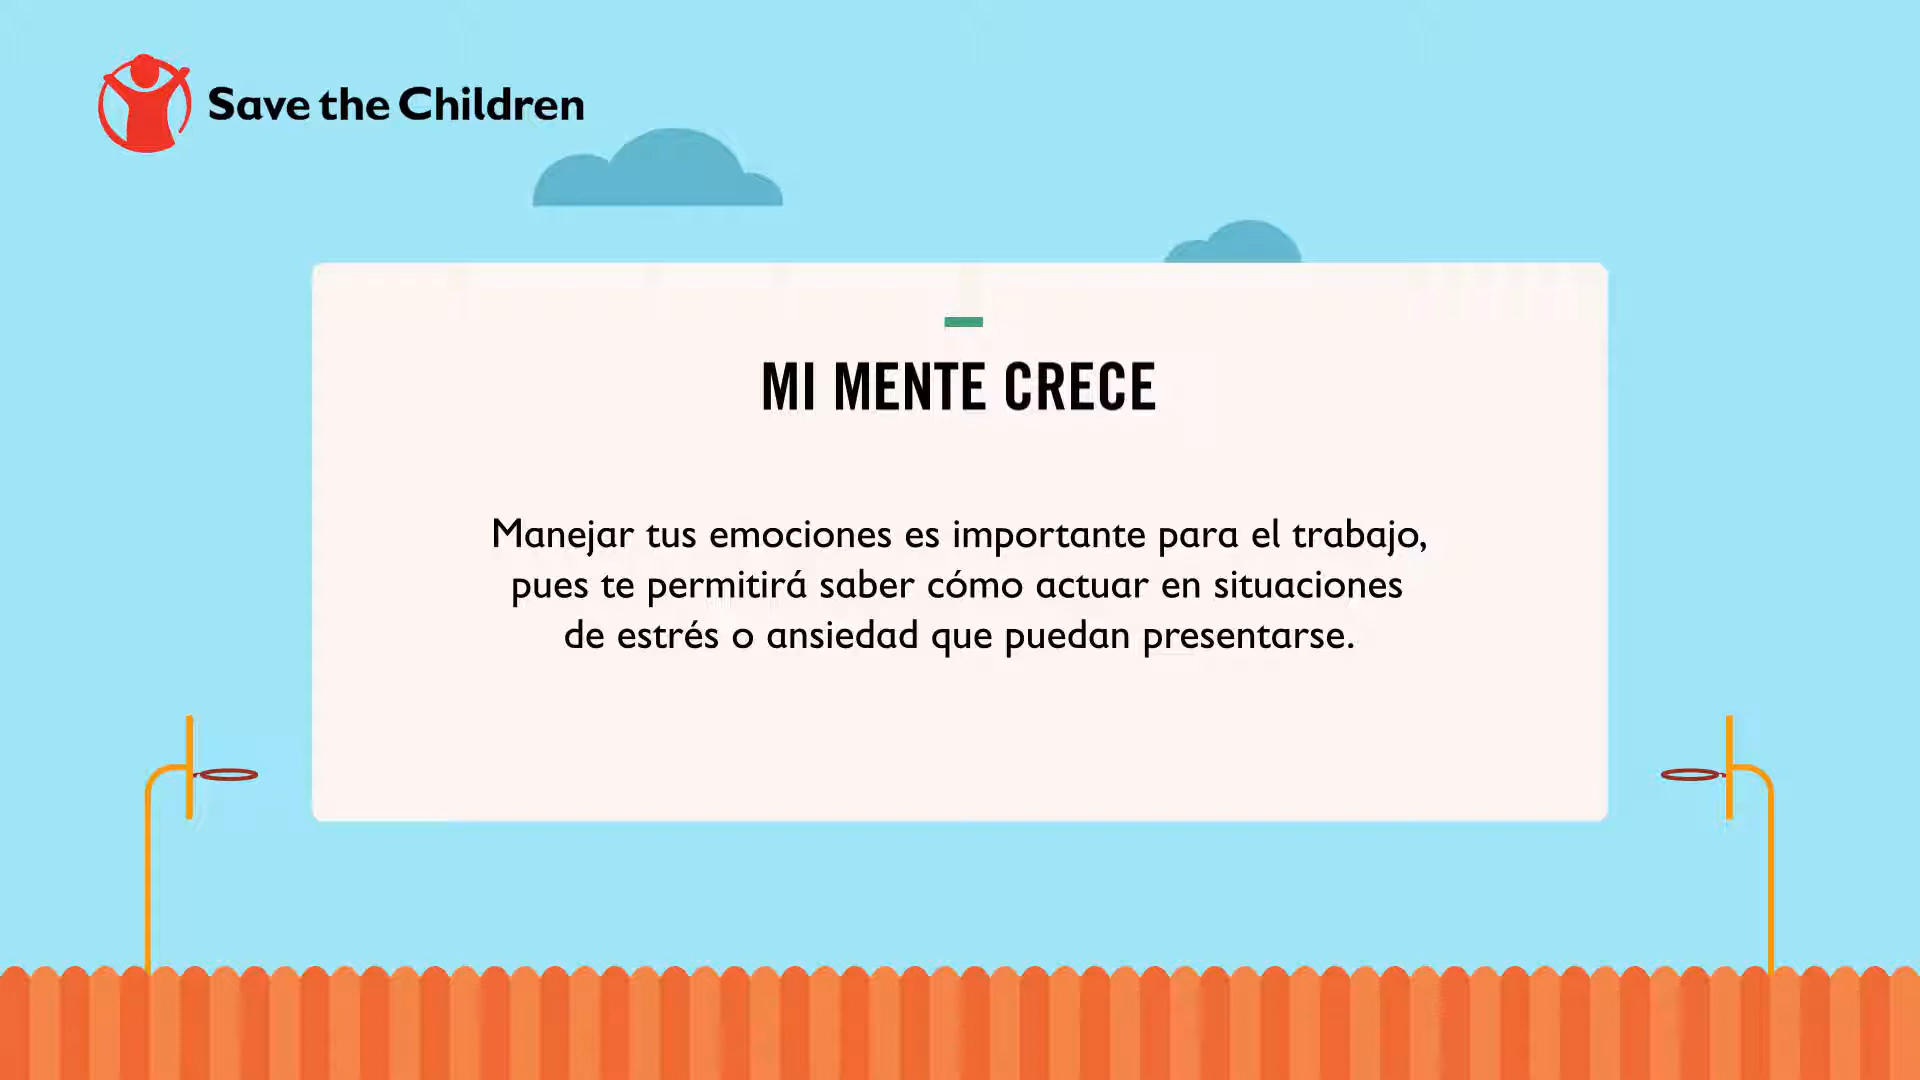 Save the Children
MI MENTE CRECE
Manejar tus emociones es importante para el trabajo,
pues te permitirá saber cómo actuar en situaciones
de estrés o ansiedad que puedan presentarse.